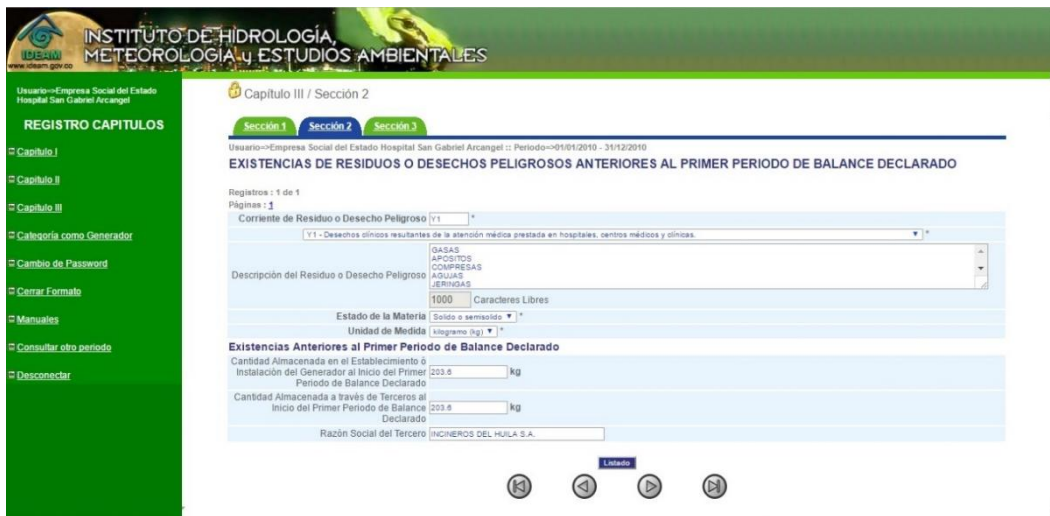 INSTITUTO DE HIDROLOGÍA,
METEOROLOGÍA y ESTUDIOS AMBIENTALES
IDEAM
www.ideam.gov.co
Usuario=>Empresa Social del Estado
Hospital San Gabriel Arcangel
REGISTRO CAPITULOS
Capítulo I
Capítulo II
Capítulo III
Categoría como Generador
Cambio de Password
Cerrar Formato
Manuales
Consultar otro periodo
Desconectar
Capítulo III / Sección 2
Sección 1 Sección 2 Sección 3
Usuario=>Empresa Social del Estado Hospital San Gabriel Arcangel :: Periodo=>01/01/2010 - 31/12/2010
EXISTENCIAS DE RESIDUOS O DESECHOS PELIGROSOS ANTERIORES AL PRIMER PERIODO DE BALANCE DECLARADO
Registros : 1 de 1
Páginas : 1
Corriente de Residuo o Desecho Peligroso Y1 *
Y1 - Desechos clínicos resultantes de la atención médica prestada en hospitales, centros médicos y clínicas. *
Descripción del Residuo o Desecho Peligroso
GASAS
APOSITOS
COMPRESAS
AGUJAS
JERINGAS
1000 Caracteres Libres
Estado de la Materia Solido o semisolido *
Unidad de Medida kilogramo (kg) *
Existencias Anteriores al Primer Periodo de Balance Declarado
Cantidad Almacenada en el Establecimiento ó
Instalación del Generador al Inicio del Primer 203.6 kg
Periodo de Balance Declarado
Cantidad Almacenada a través de Terceros al
Inicio del Primer Periodo de Balance 203.6 kg
Declarado
Razón Social del Tercero INCINEROS DEL HUILA S.A.
Listado